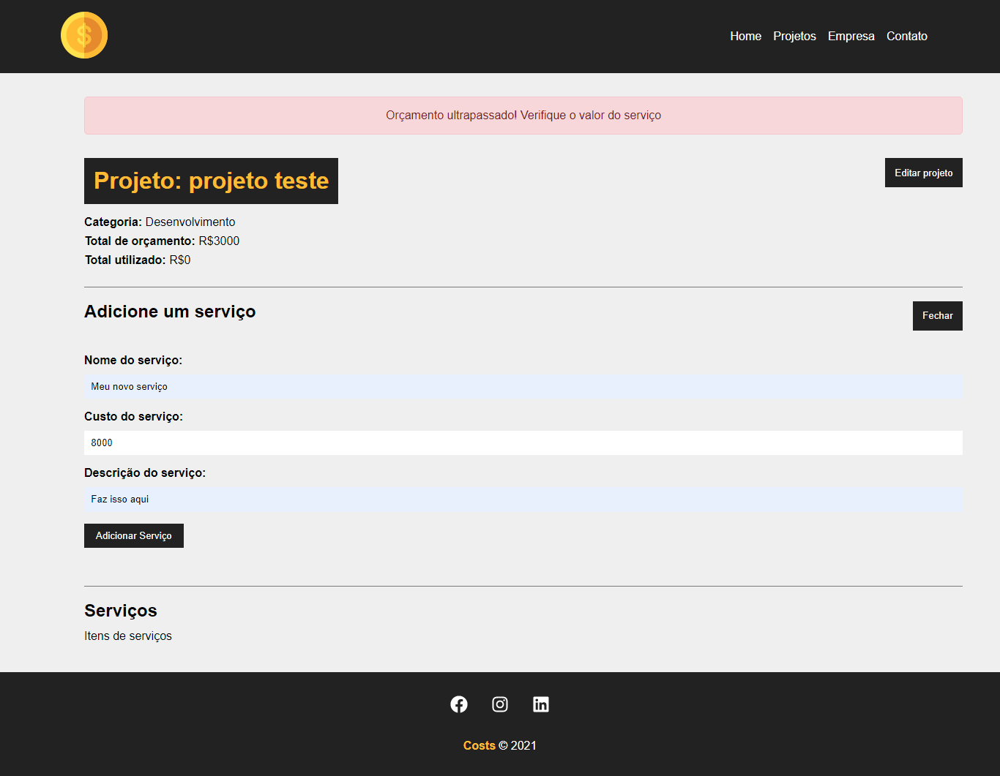 $
Home Projetos Empresa Contato
Orçamento ultrapassado! Verifique o valor do serviço
Projeto: projeto teste
Editar projeto
Categoria: Desenvolvimento
Total de orçamento: R$3000
Total utilizado: R$0
Adicione um serviço
Fechar
Nome do serviço:
Meu novo serviço
Custo do serviço:
8000
Descrição do serviço:
Faz isso aqui
Adicionar Serviço
Serviços
Itens de serviços
Costs © 2021